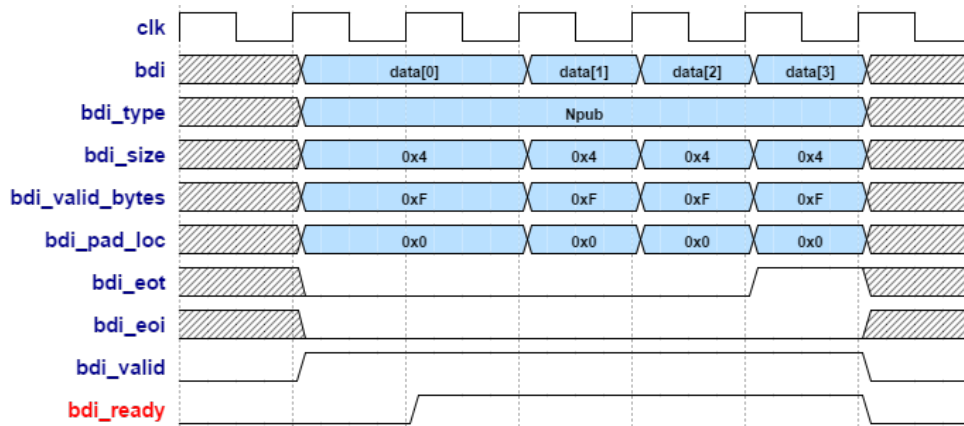 clk
bdi data[0] data[1] data[2] data[3]
bdi_type Npub
bdi_size 0x4 0x4 0x4 0x4
bdi_valid_bytes 0xF 0xF 0xF 0xF
bdi_pad_loc 0x0 0x0 0x0 0x0
bdi_eot
bdi_eoi
bdi_valid
bdi_ready